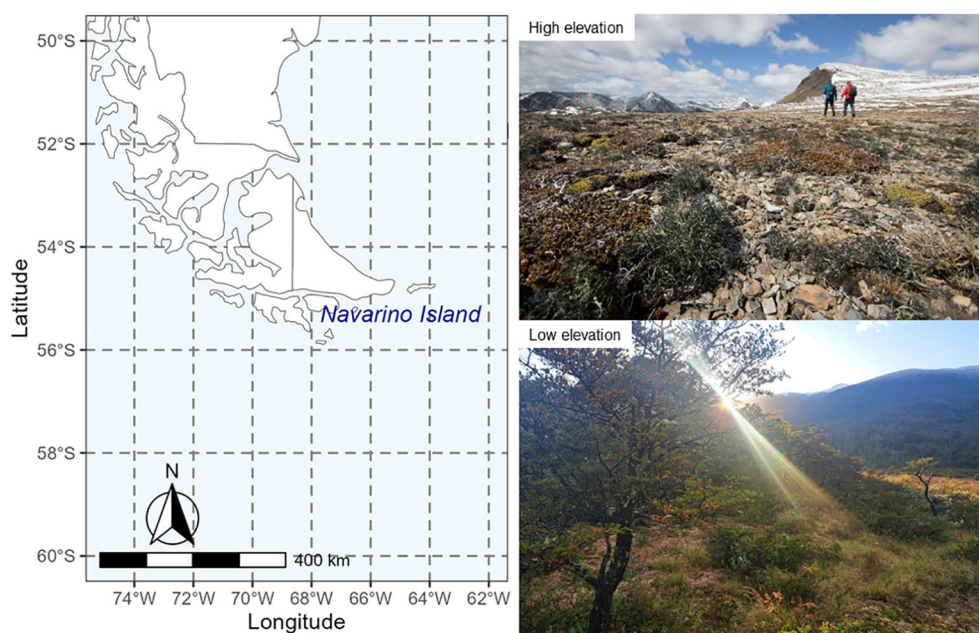 50°S
52°S
54°S
56°S
58°S
60°S
Latitude
Navarino Island
N
400 km
74°W 72°W 70°W 68°W 66°W 64°W 62°W
Longitude
High elevation
Low elevation